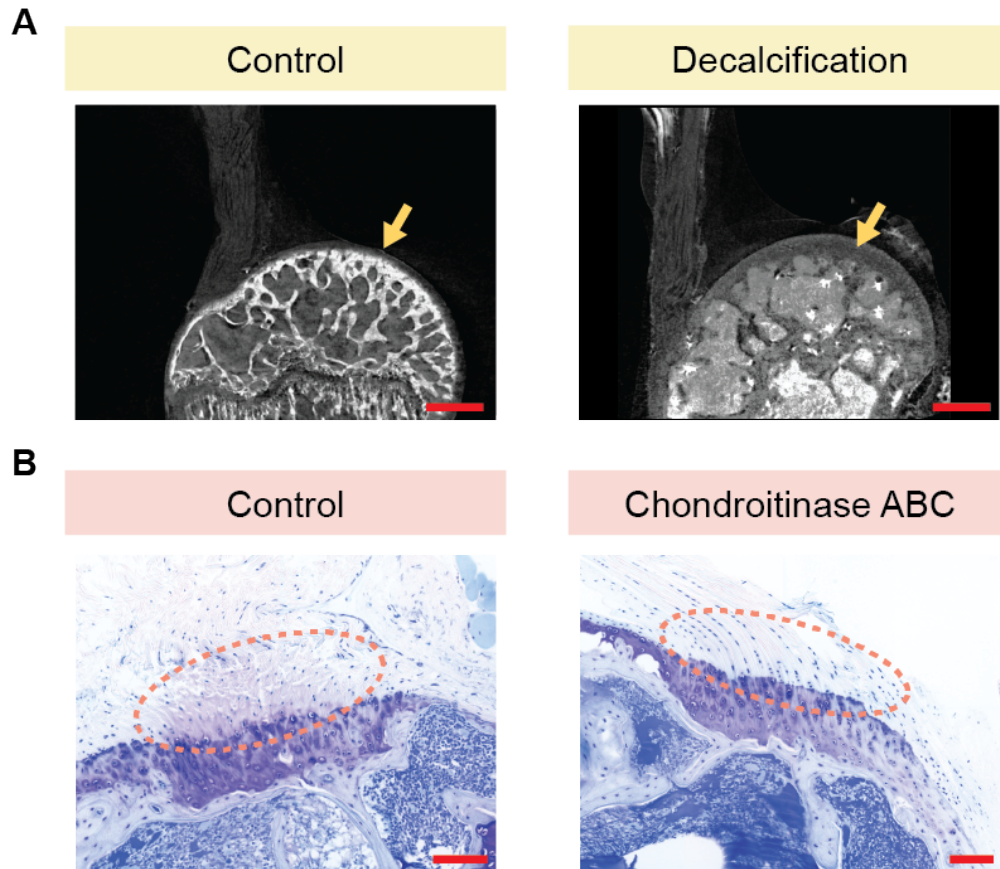 A
Control
Decalcification
B
Control
Chondroitinase ABC